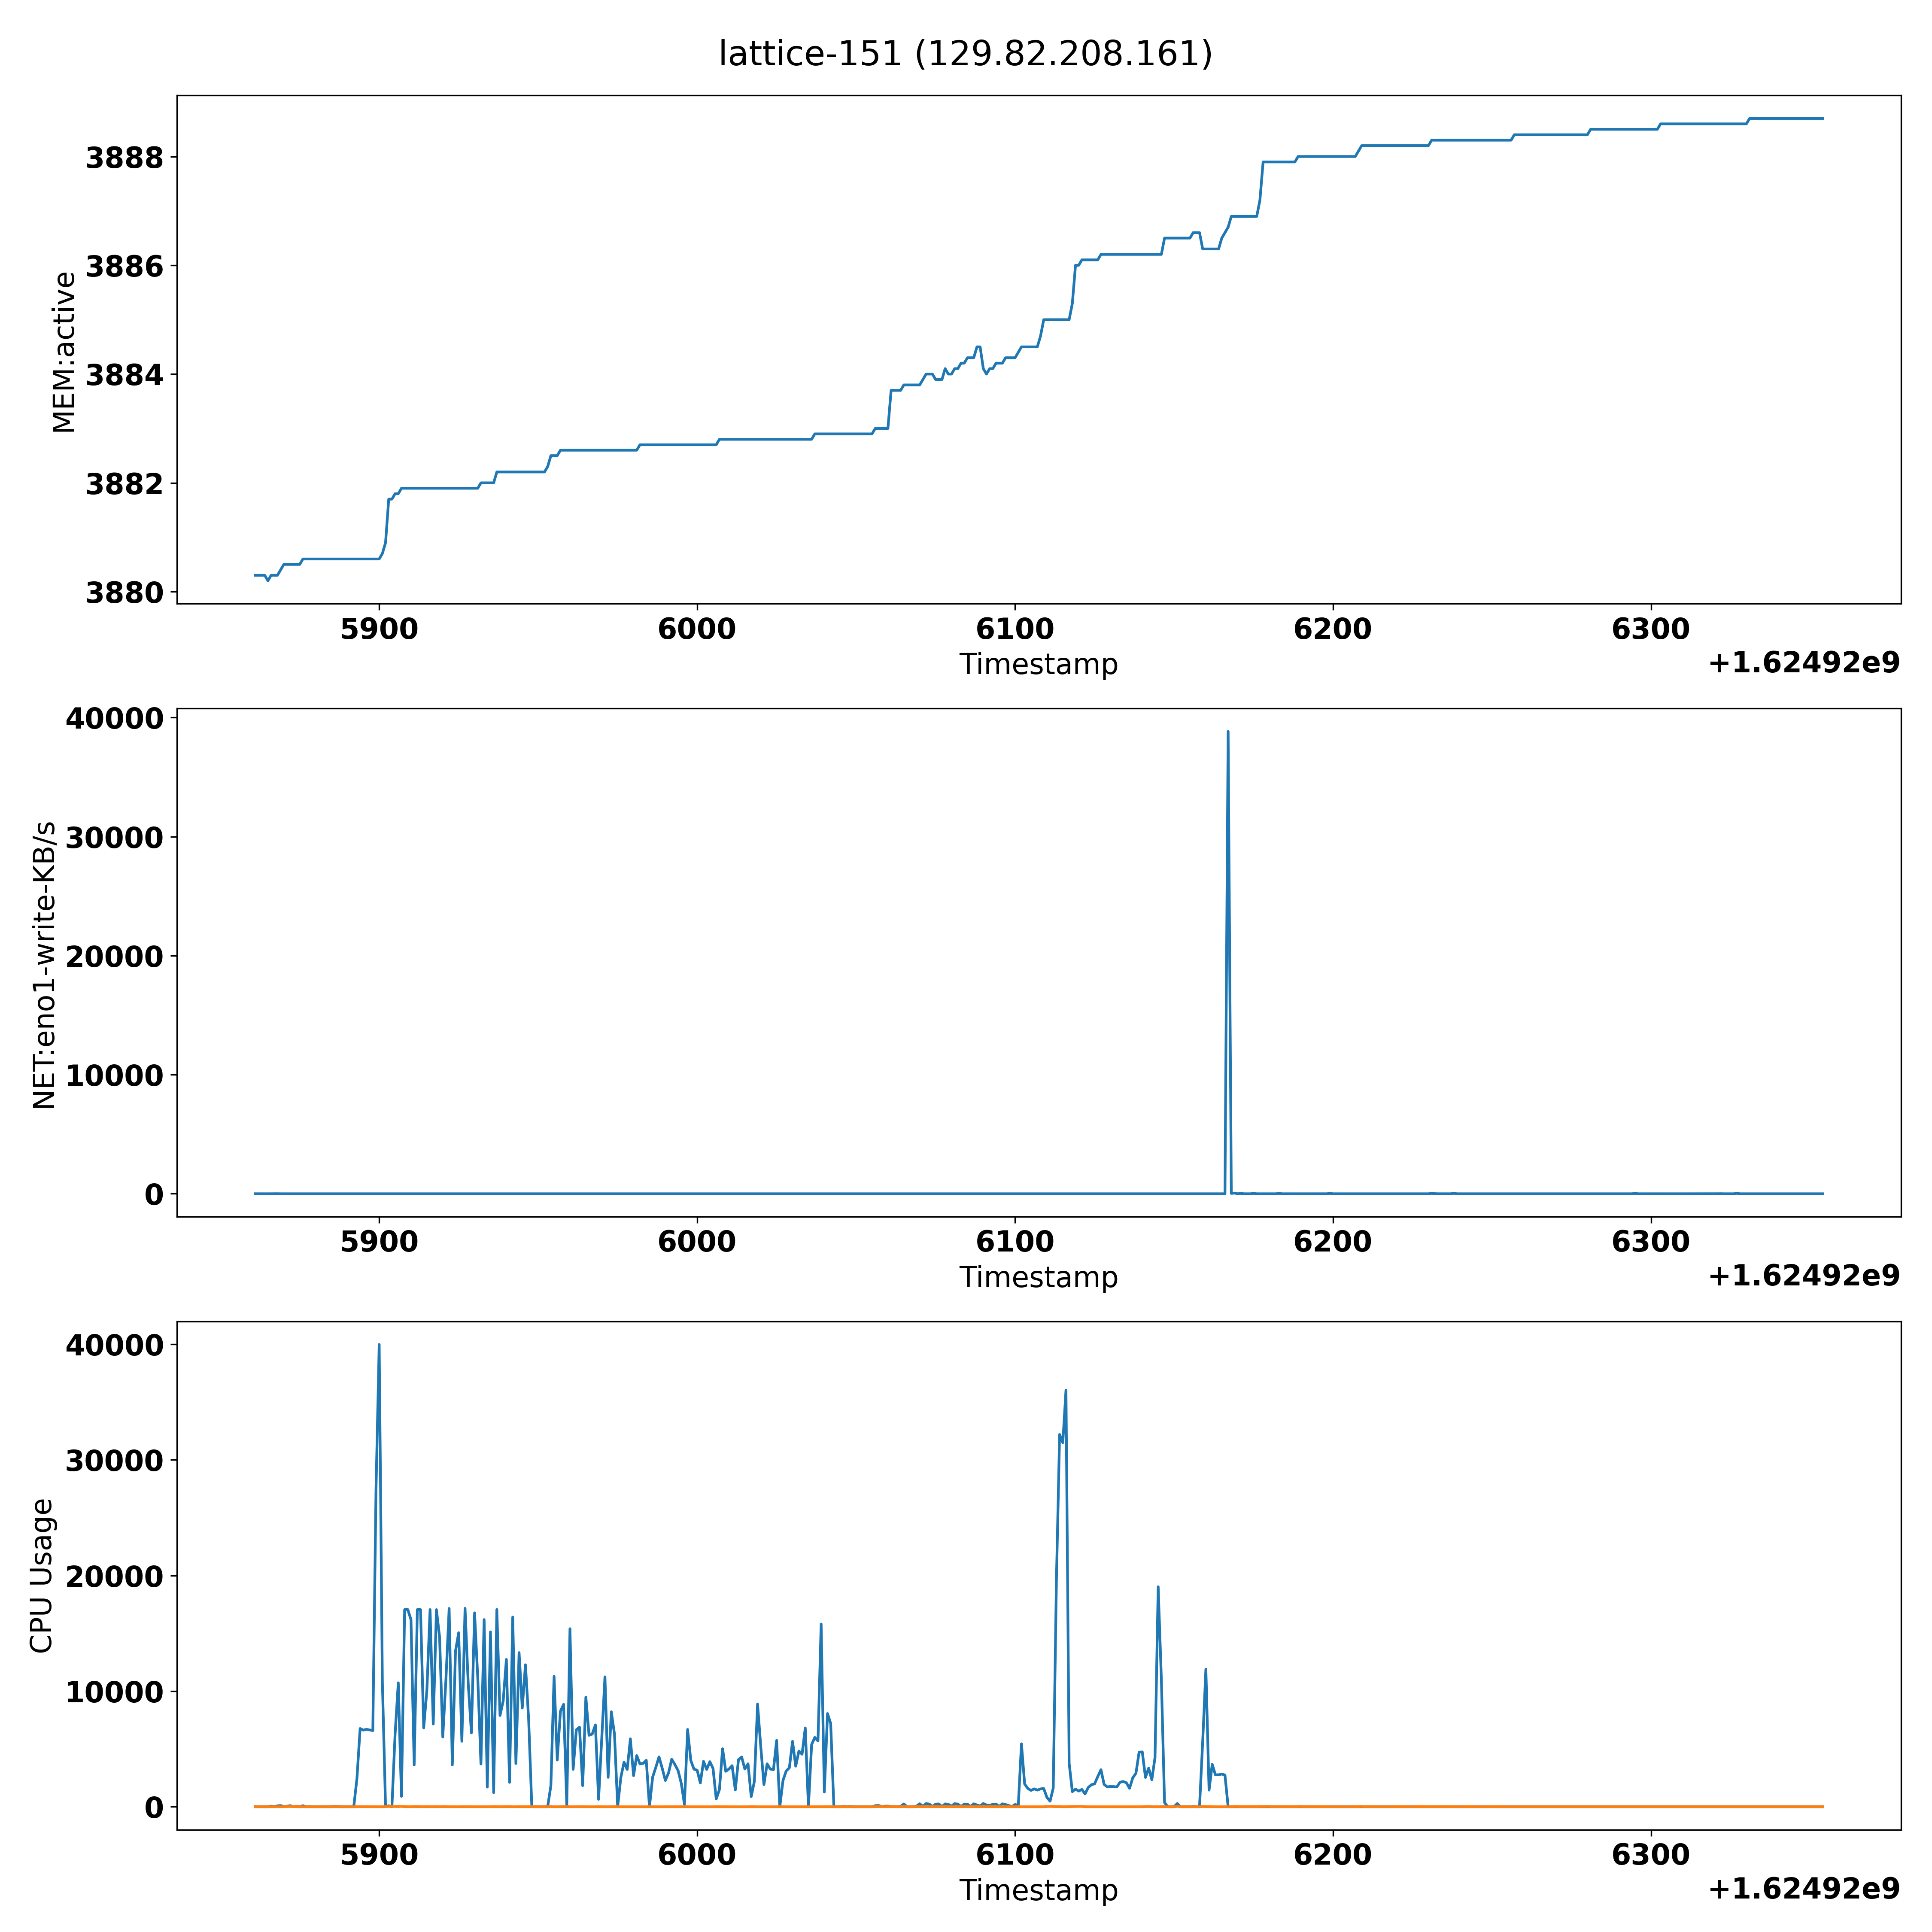 lattice-151 (129.82.208.161)
3888
3886
3884
3882
3880
MEM:active
5900 6000 6100 6200 6300
Timestamp
+1.62492e9
40000
30000
20000
10000
0
NET:eno1-write-KB/s
5900 6000 6100 6200 6300
Timestamp
+1.62492e9
40000
30000
20000
10000
0
CPU Usage
5900 6000 6100 6200 6300
Timestamp
+1.62492e9